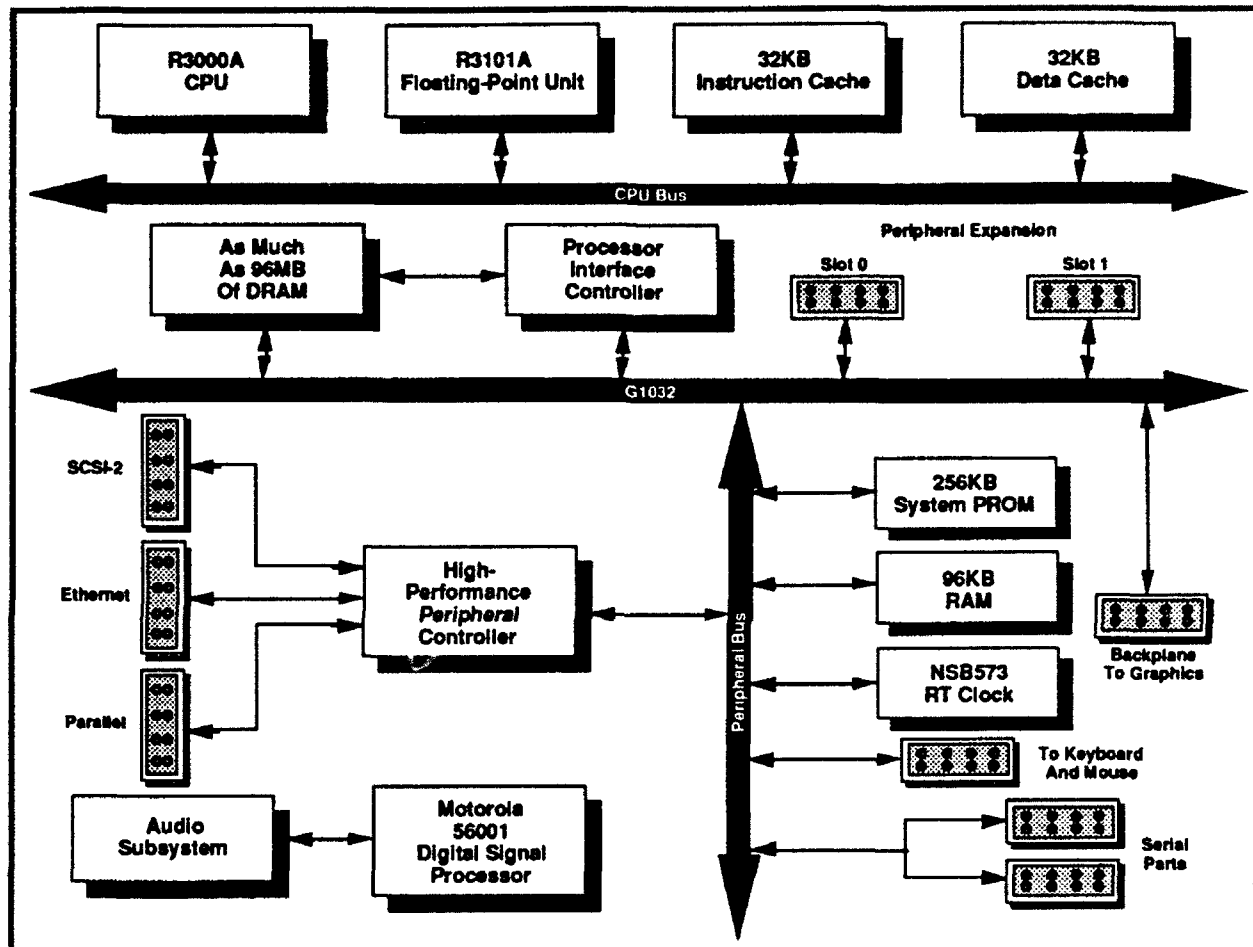 R3000A
CPU
R3101A
Floating-Point Unit
32KB
Instruction Cache
32KB
Data Cache
CPU Bus
As Much
As 96MB
Of DRAM
Processor
Interface
Controller
Peripheral Expansion
Slot 0
Slot 1
G1032
SCSI-2
Ethernet
Parallel
High-
Performance
Peripheral
Controller
Peripheral Bus
256KB
System PROM
96KB
RAM
NSB573
RT Clock
Backplane
To Graphics
To Keyboard
And Mouse
Serial
Parts
Audio
Subsystem
Motorola
56001
Digital Signal
Processor